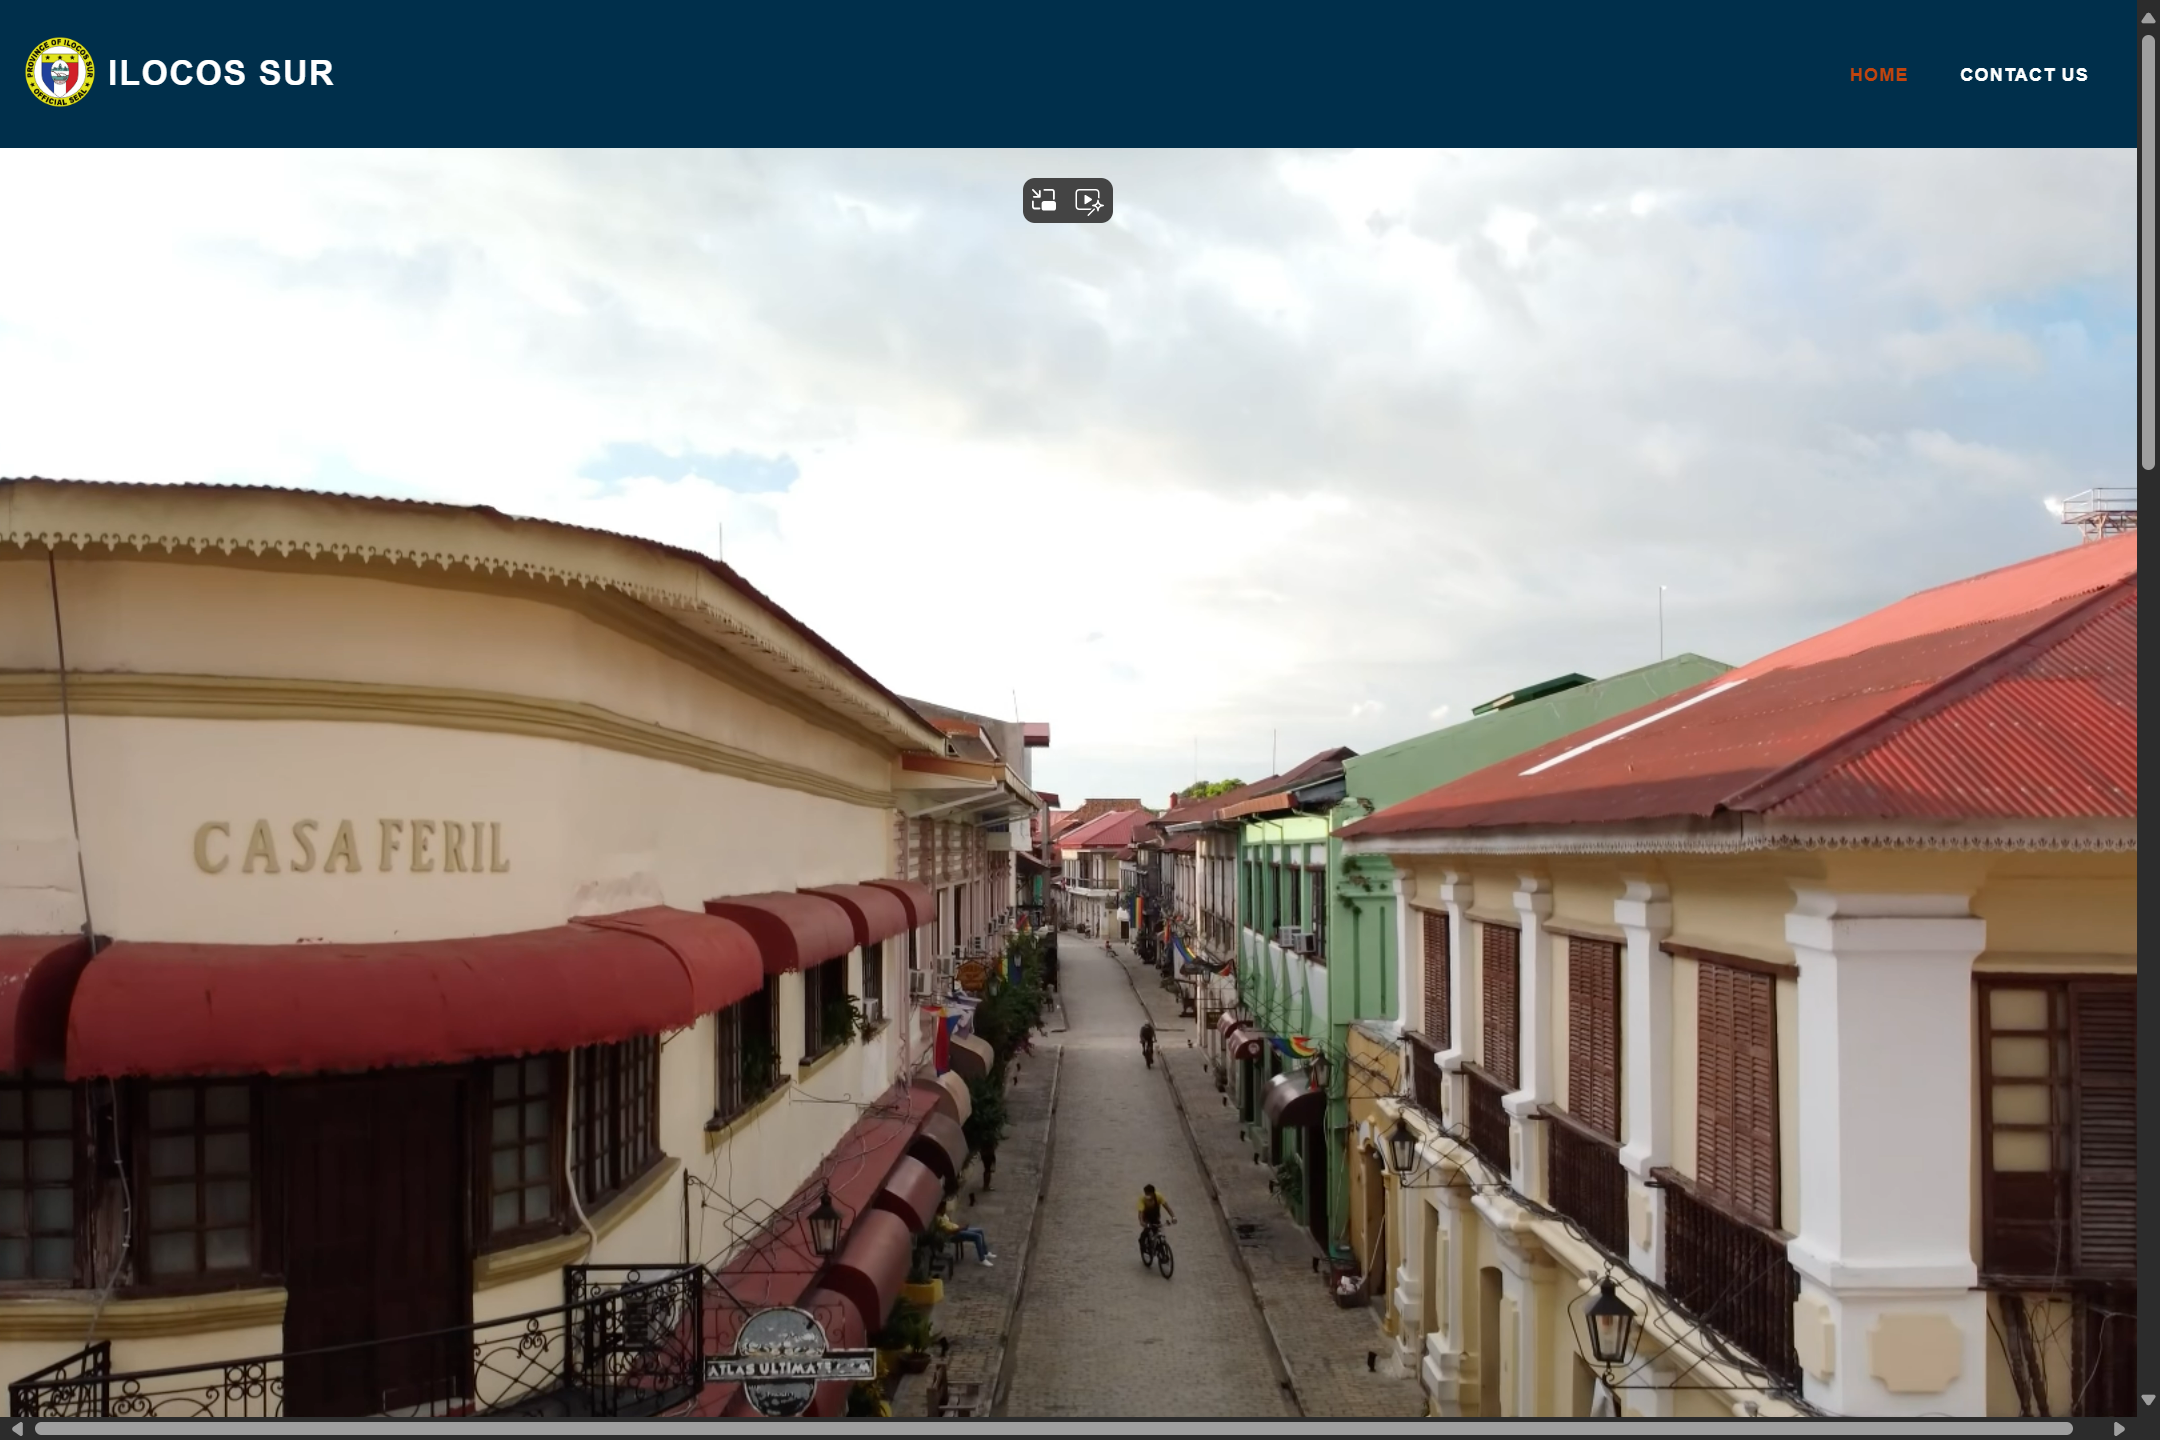 PROVINCE OF ILOCOS SUR
OFFICIAL SEAL
ILOCOS SUR
HOME
CONTACT US
CASA FERIL
ATLAS ULTIMATE.COM